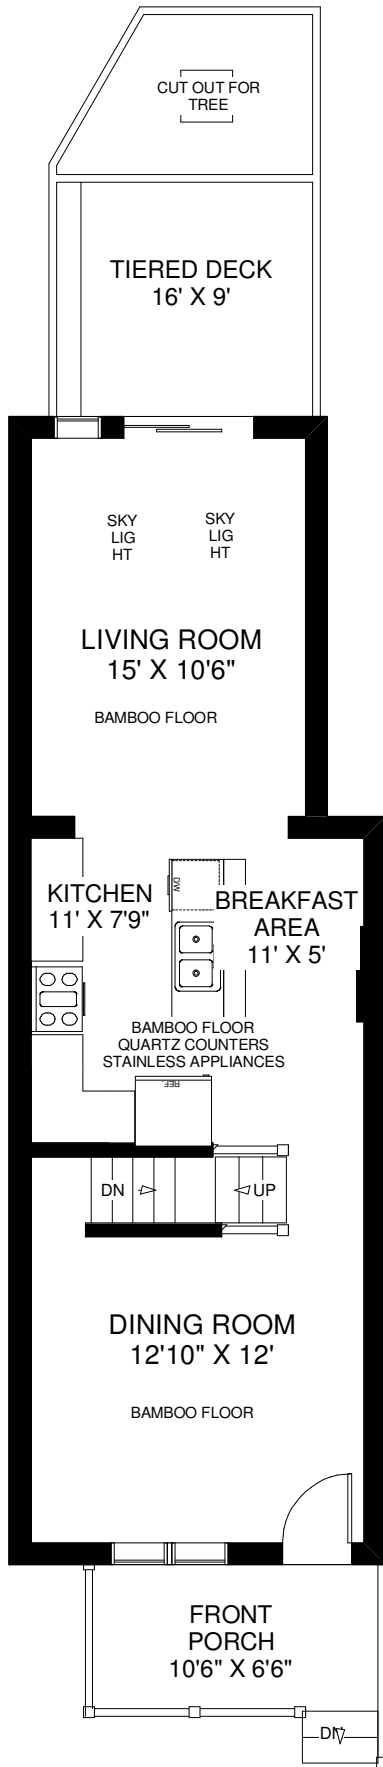 CUT OUT FOR
TREE
TIERED DECK
16' X 9'
SKY
LIG
HT
SKY
LIG
HT
LIVING ROOM
15' X 10'6"
BAMBOO FLOOR
DW
KITCHEN
11' X 7'9"
BREAKFAST
AREA
11' X 5'
BAMBOO FLOOR
QUARTZ COUNTERS
STAINLESS APPLIANCES
REF.
DN
UP
DINING ROOM
12'10" X 12'
BAMBOO FLOOR
FRONT
PORCH
10'6" X 6'6"
DN